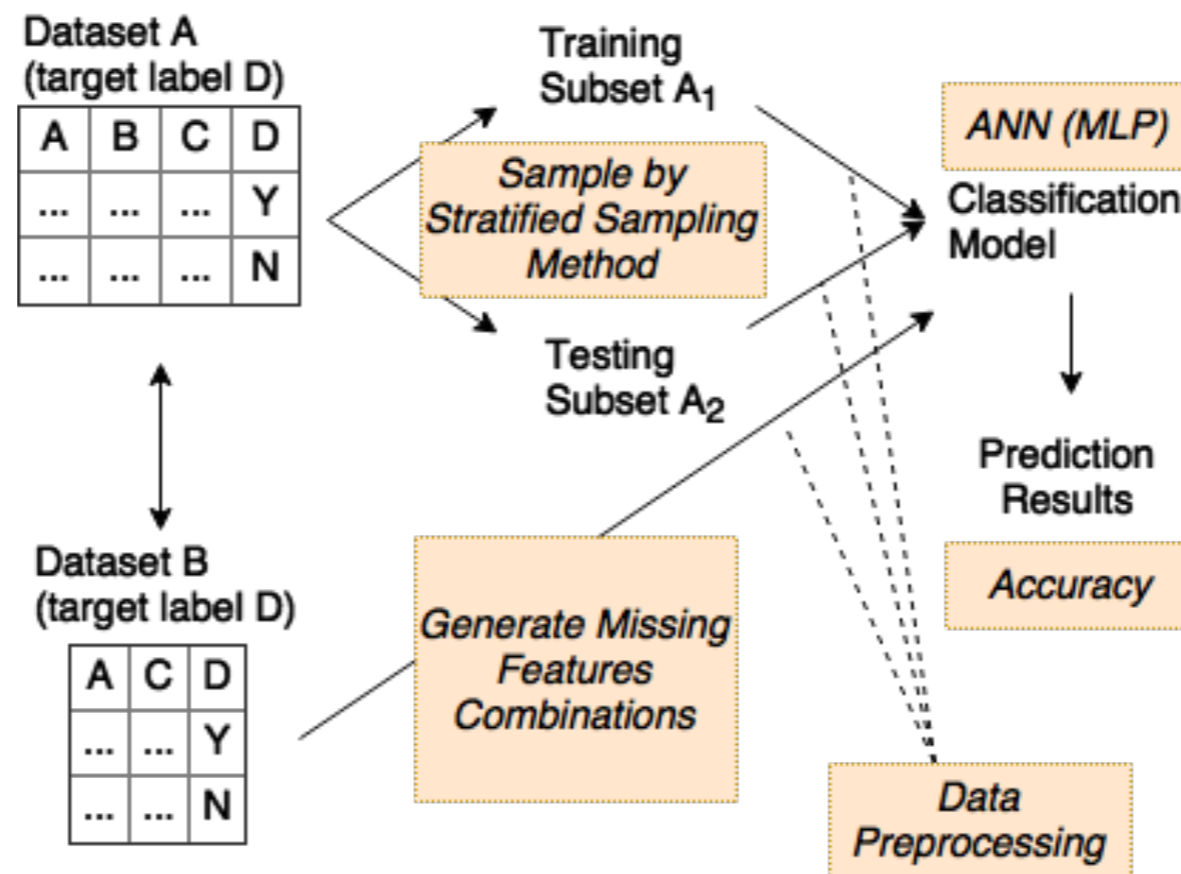 Dataset A
(target label D)
A B C D
... ... ... Y
... ... ... N
Training
Subset A₁
Sample by
Stratified Sampling
Method
Testing
Subset A₂
ANN (MLP)
Classification
Model
Prediction
Results
Accuracy
Dataset B
(target label D)
A C D
... ... Y
... ... N
Generate Missing
Features
Combinations
Data
Preprocessing